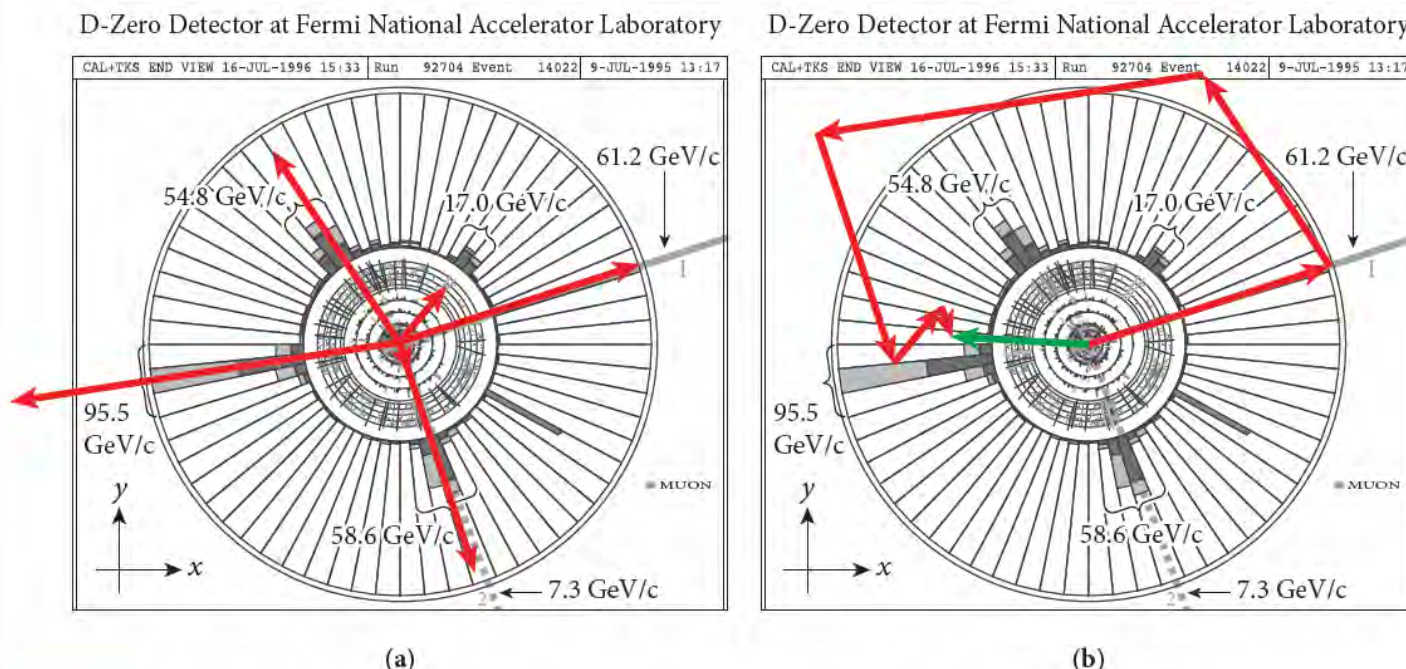 D-Zero Detector at Fermi National Accelerator Laboratory
CAL+TKS END VIEW 16-JUL-1996 15:33 Run 92704 Event 14022 9-JUL-1995 13:17
61.2 GeV/c
54.8 GeV/c
17.0 GeV/c
1
95.5
GeV/c
MUON
y
58.6 GeV/c
x
7.3 GeV/c
2
(a)
D-Zero Detector at Fermi National Accelerator Laboratory
CAL+TKS END VIEW 16-JUL-1996 15:33 Run 92704 Event 14022 9-JUL-1995 13:17
61.2 GeV/c
54.8 GeV/c
17.0 GeV/c
1
95.5
GeV/c
MUON
y
58.6 GeV/c
x
7.3 GeV/c
2
(b)